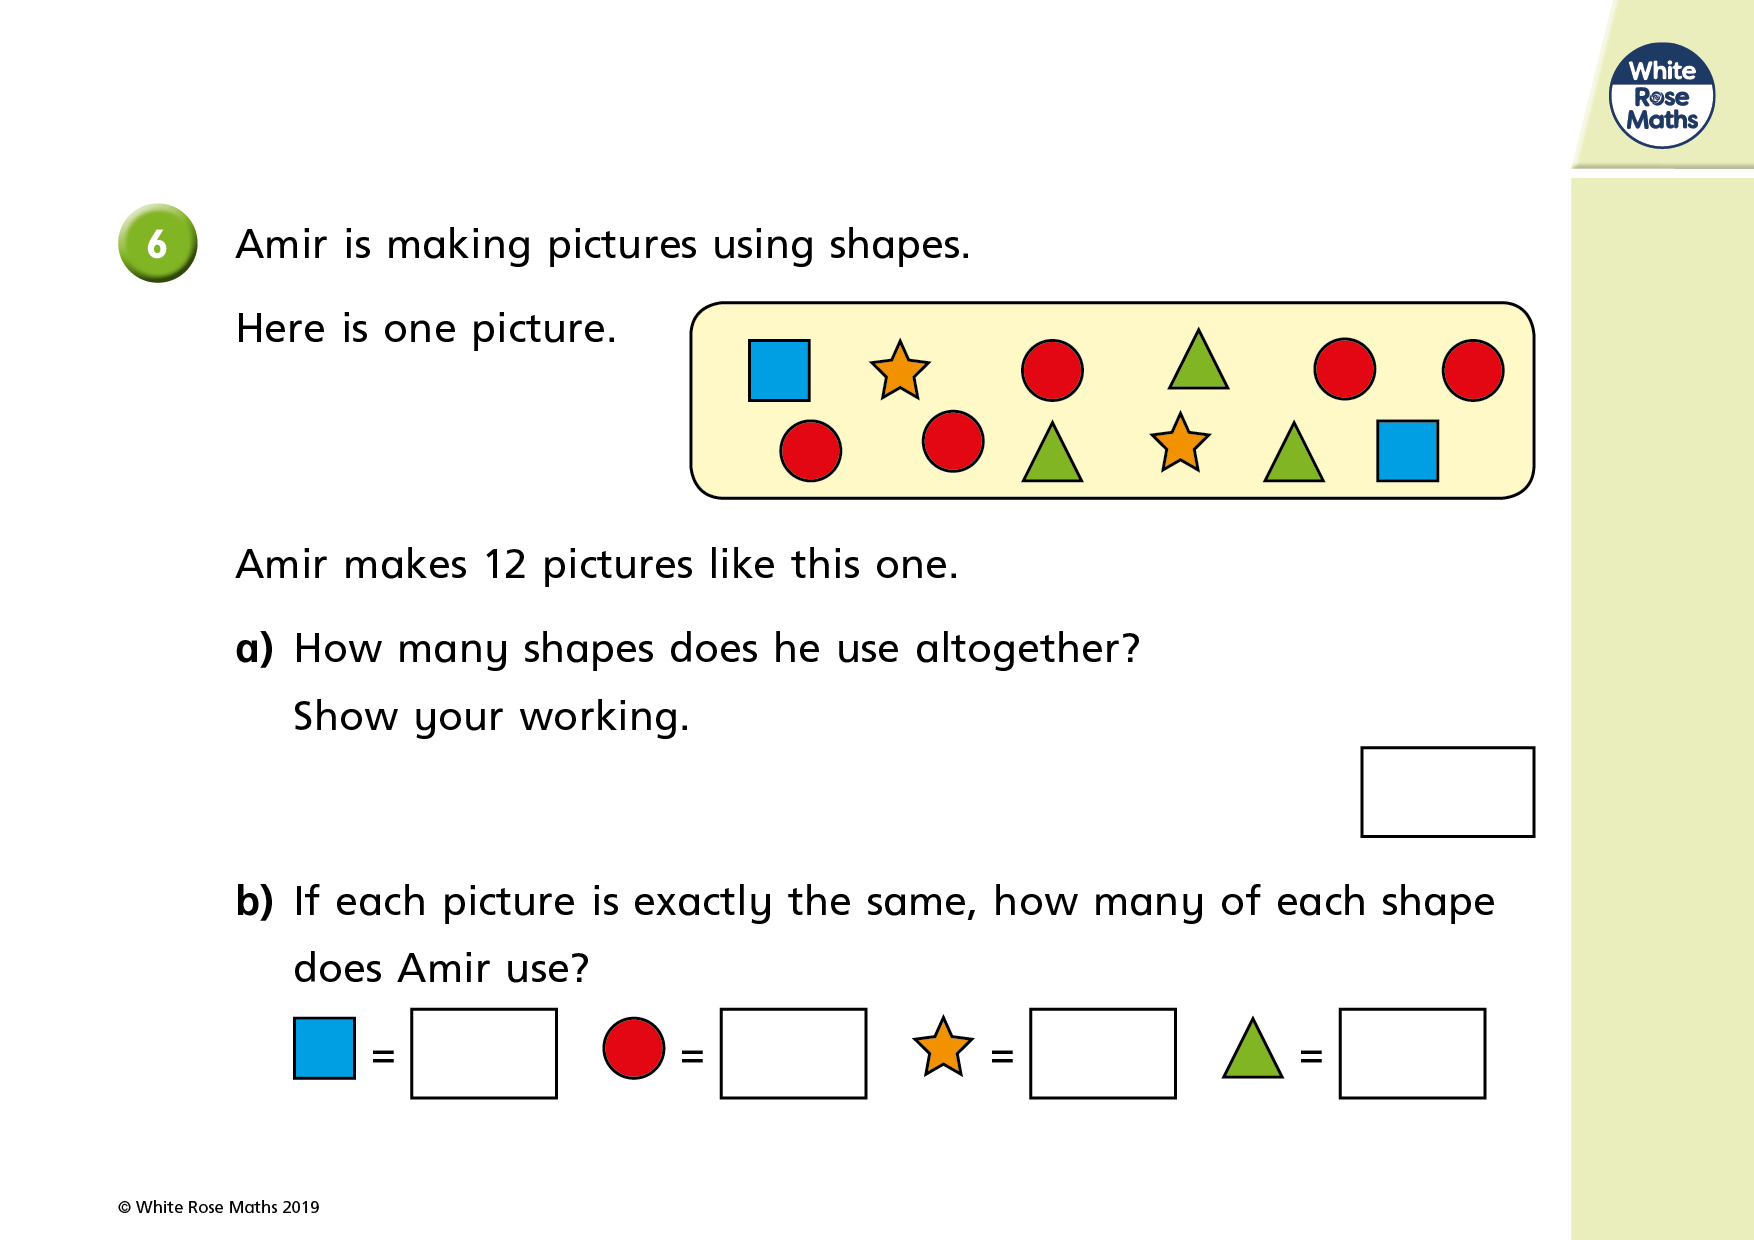 White
Rose
Maths
6 Amir is making pictures using shapes.
Here is one picture.
Amir makes 12 pictures like this one.
a) How many shapes does he use altogether?
Show your working.
b) If each picture is exactly the same, how many of each shape
does Amir use?
= = = =
© White Rose Maths 2019